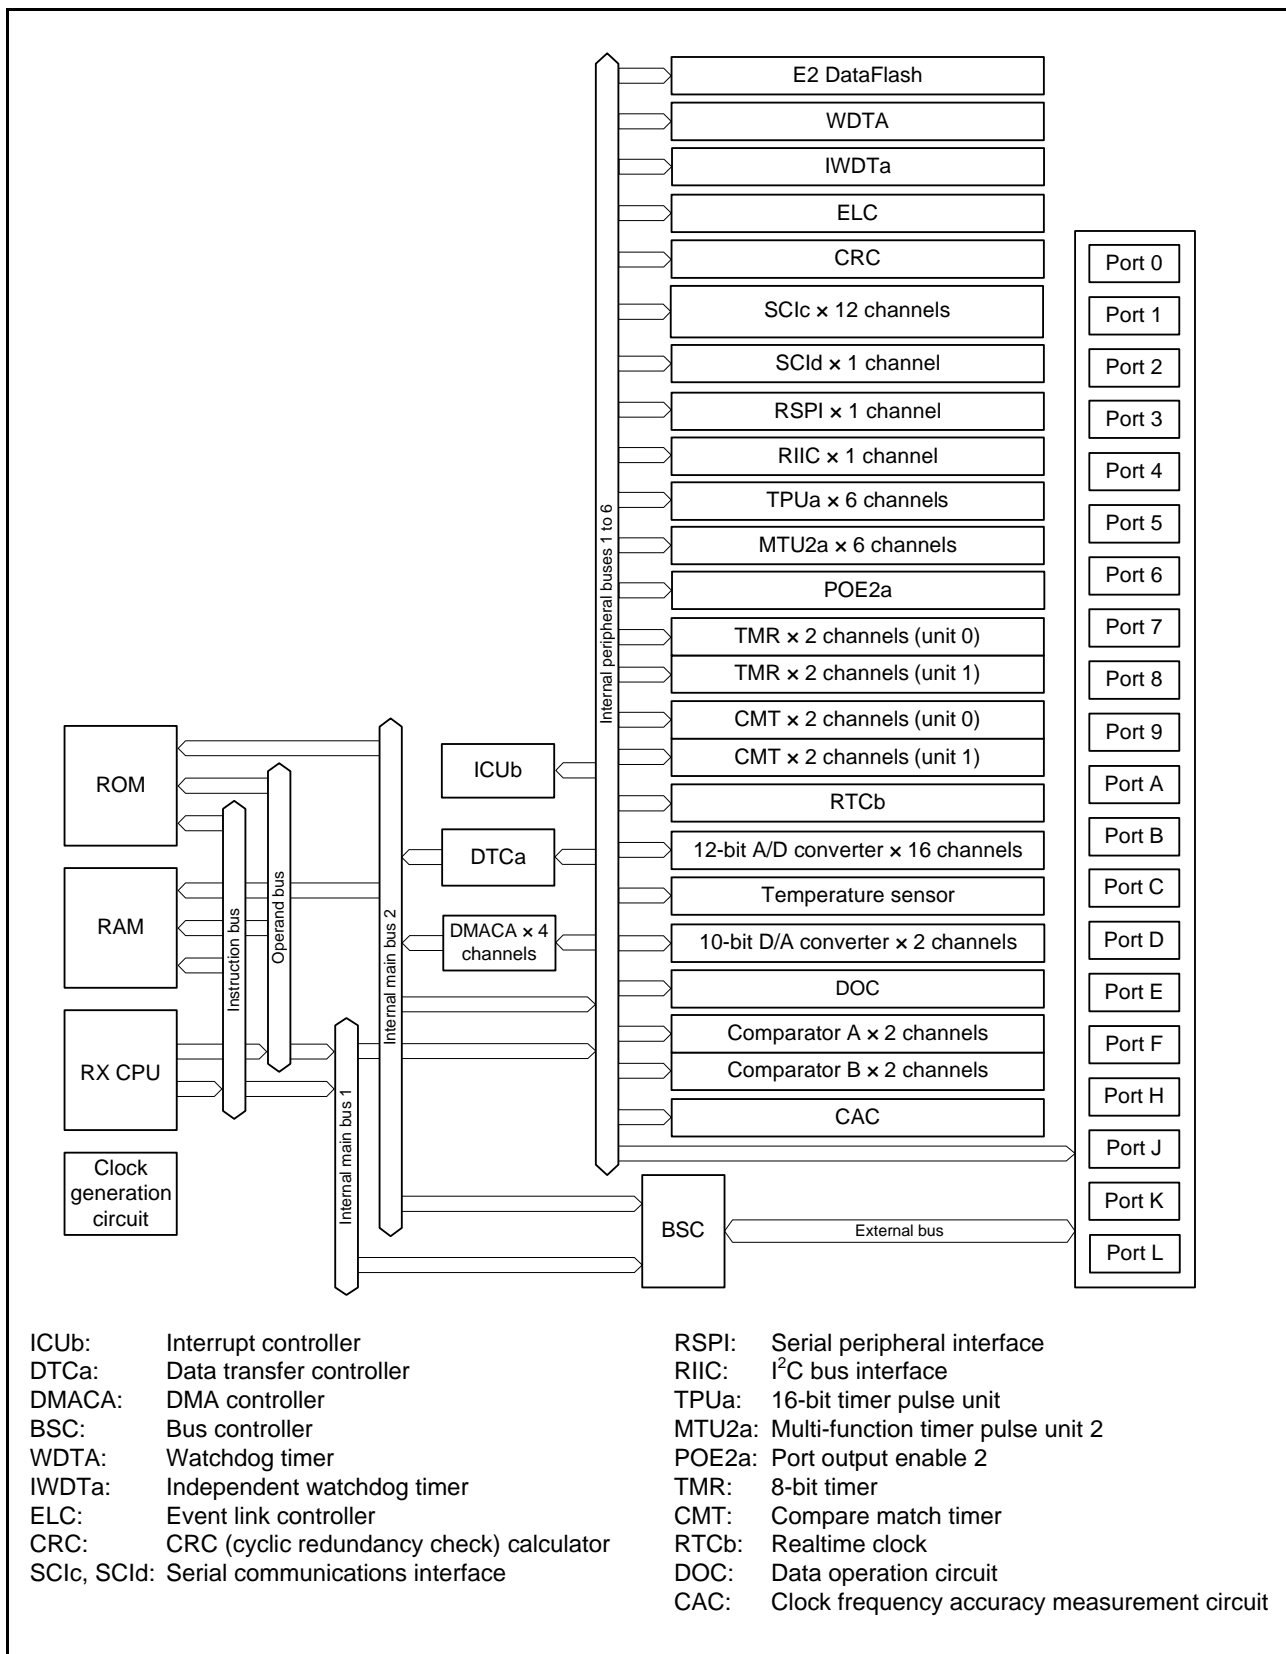 E2 DataFlash
WDTA
IWDTa
ELC
CRC
SCIc × 12 channels
SCId × 1 channel
RSPI × 1 channel
RIIC × 1 channel
TPUa × 6 channels
MTU2a × 6 channels
POE2a
TMR × 2 channels (unit 0)
TMR × 2 channels (unit 1)
CMT × 2 channels (unit 0)
CMT × 2 channels (unit 1)
RTCb
12-bit A/D converter × 16 channels
Temperature sensor
10-bit D/A converter × 2 channels
DOC
Comparator A × 2 channels
Comparator B × 2 channels
CAC
Port 0
Port 1
Port 2
Port 3
Port 4
Port 5
Port 6
Port 7
Port 8
Port 9
Port A
Port B
Port C
Port D
Port E
Port F
Port H
Port J
Port K
Port L
Internal peripheral buses 1 to 6
ICUb
DTCa
DMACA × 4
channels
Internal main bus 2
Operand bus
Instruction bus
Internal main bus 1
ROM
RAM
RX CPU
Clock
generation
circuit
BSC
External bus
ICUb: Interrupt controller
DTCa: Data transfer controller
DMACA: DMA controller
BSC: Bus controller
WDTA: Watchdog timer
IWDTa: Independent watchdog timer
ELC: Event link controller
CRC: CRC (cyclic redundancy check) calculator
SCIc, SCId: Serial communications interface
RSPI: Serial peripheral interface
RIIC: I²C bus interface
TPUa: 16-bit timer pulse unit
MTU2a: Multi-function timer pulse unit 2
POE2a: Port output enable 2
TMR: 8-bit timer
CMT: Compare match timer
RTCb: Realtime clock
DOC: Data operation circuit
CAC: Clock frequency accuracy measurement circuit